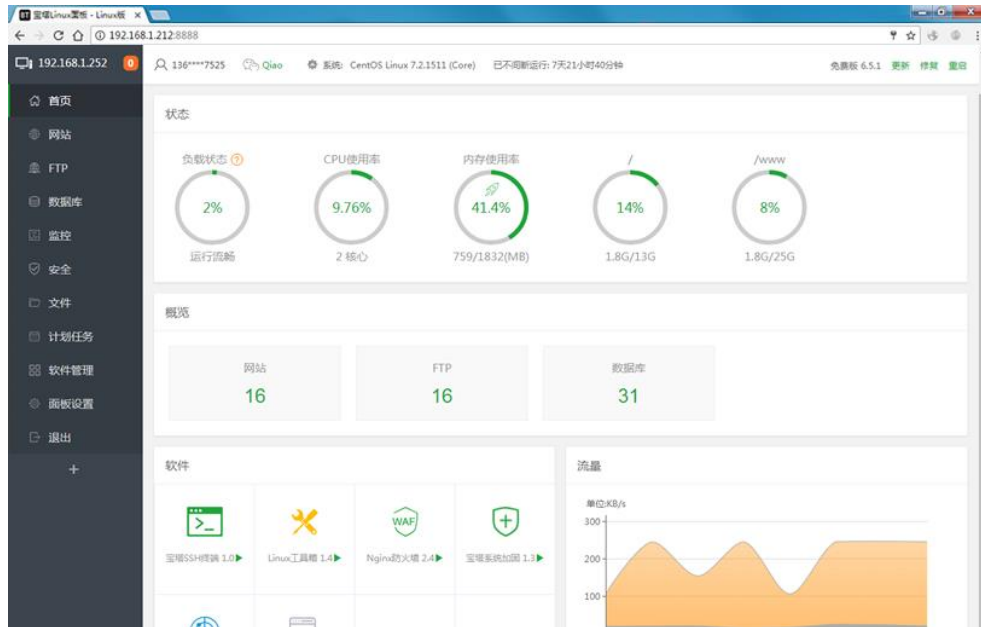 BT 宝塔Linux面板 - Linux版
192.168.1.212:8888
192.168.1.252 0
136****7525 Qiao 系统: CentOS Linux 7.2.1511 (Core) 已不间断运行: 7天21小时40分钟 免费版 6.5.1 更新 修复 重启
首页
网站
FTP
数据库
监控
安全
文件
计划任务
软件管理
面板设置
退出
+
状态
负载状态 ? CPU使用率 内存使用率 / /www
2% 9.76% 41.4% 14% 8%
运行流畅 2 核心 759/1832(MB) 1.8G/13G 1.8G/25G
概览
网站 FTP 数据库
16 16 31
软件
WAF
宝塔SSH终端 1.0 Linux工具箱 1.4 Nginx防火墙 2.4 宝塔系统加固 1.3
流量
单位:KB/s
300
200
100